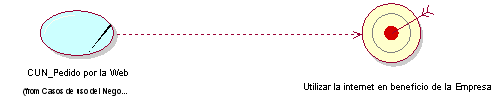 CUN_Pedido por la Web
(from Casos de uso del Nego...
Utilizar la internet en beneficio de la Empresa